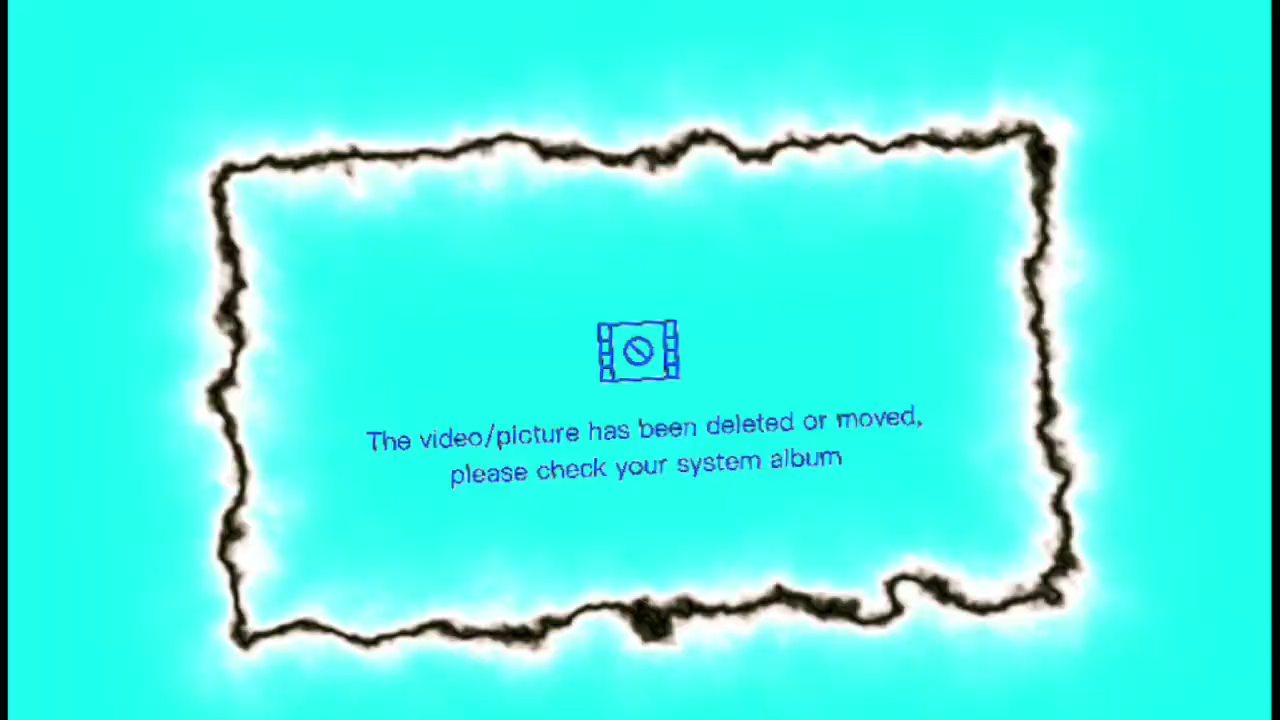 The video/picture has been deleted or moved,
please check your system album